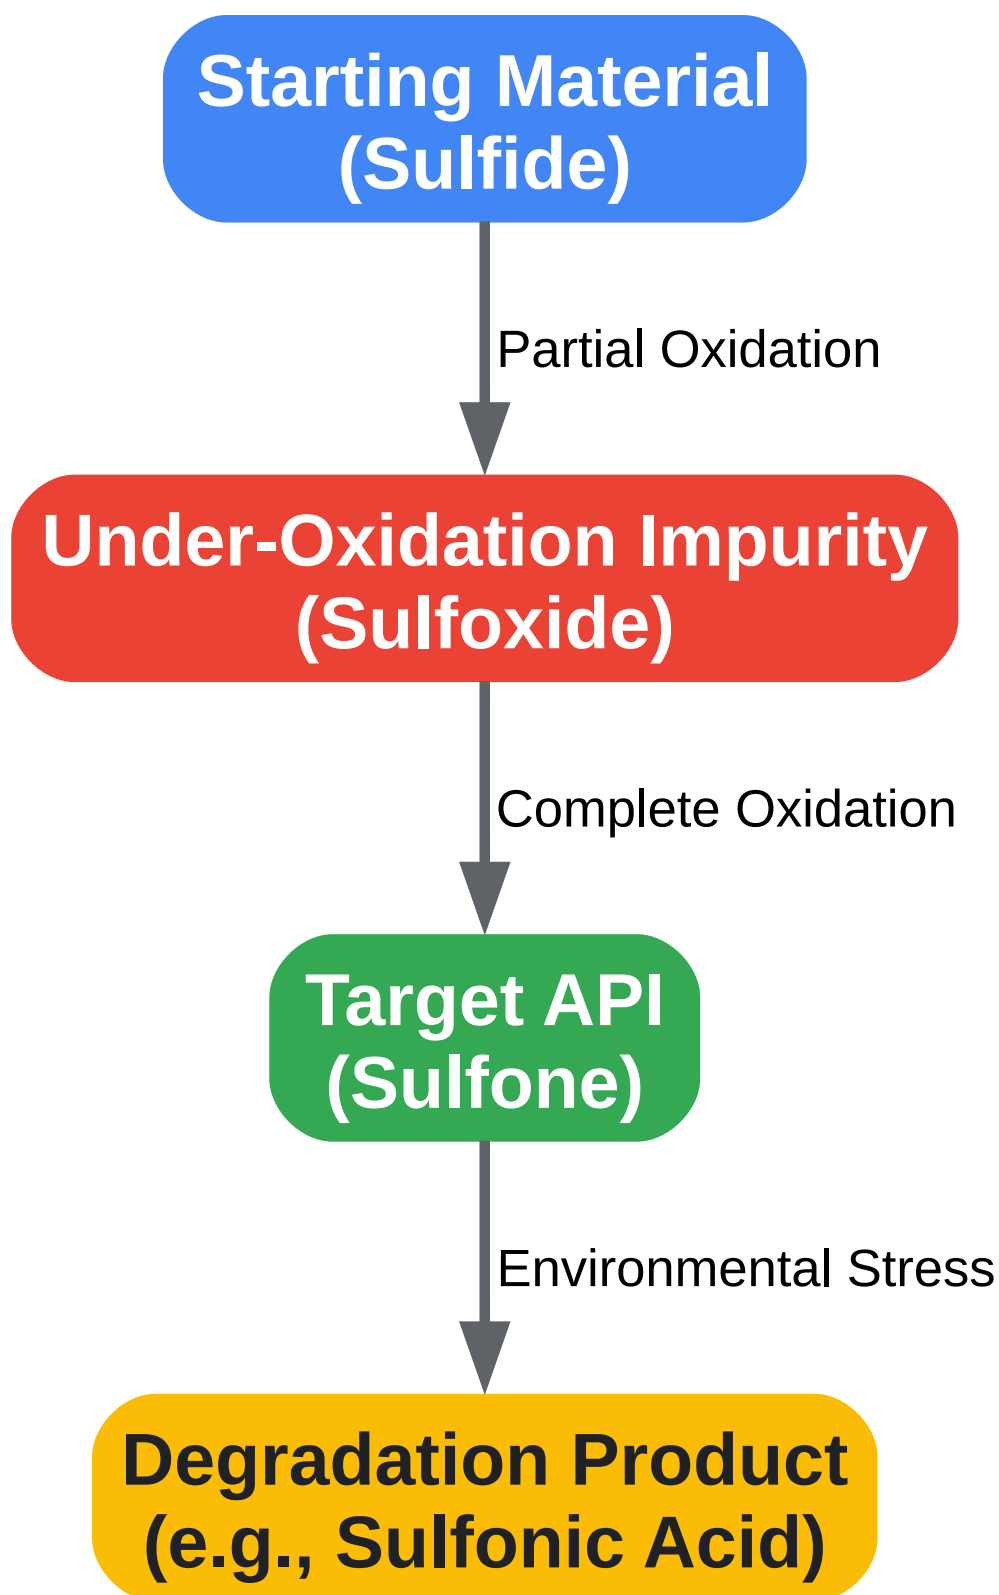 Starting Material
(Sulfide)
Partial Oxidation
Under-Oxidation Impurity
(Sulfoxide)
Complete Oxidation
Target API
(Sulfone)
Environmental Stress
Degradation Product
(e.g., Sulfonic Acid)